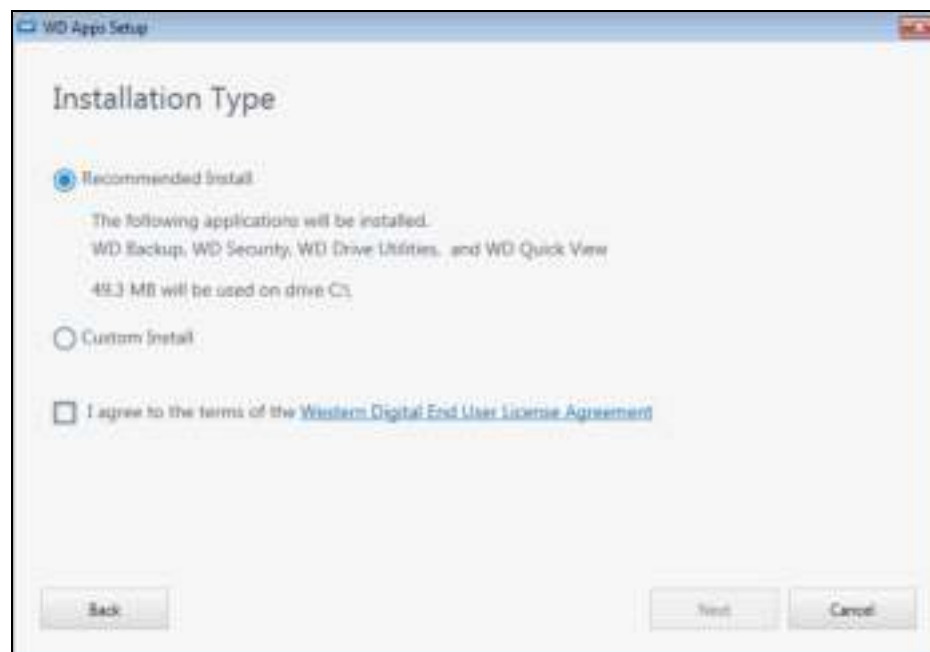 WD Apps Setup
Installation Type
Recommended Install
The following applications will be installed.
WD Backup, WD Security, WD Drive Utilities, and WD Quick View
49.3 MB will be used on drive C:\
Custom Install
I agree to the terms of the Western Digital End User License Agreement
Back Next Cancel